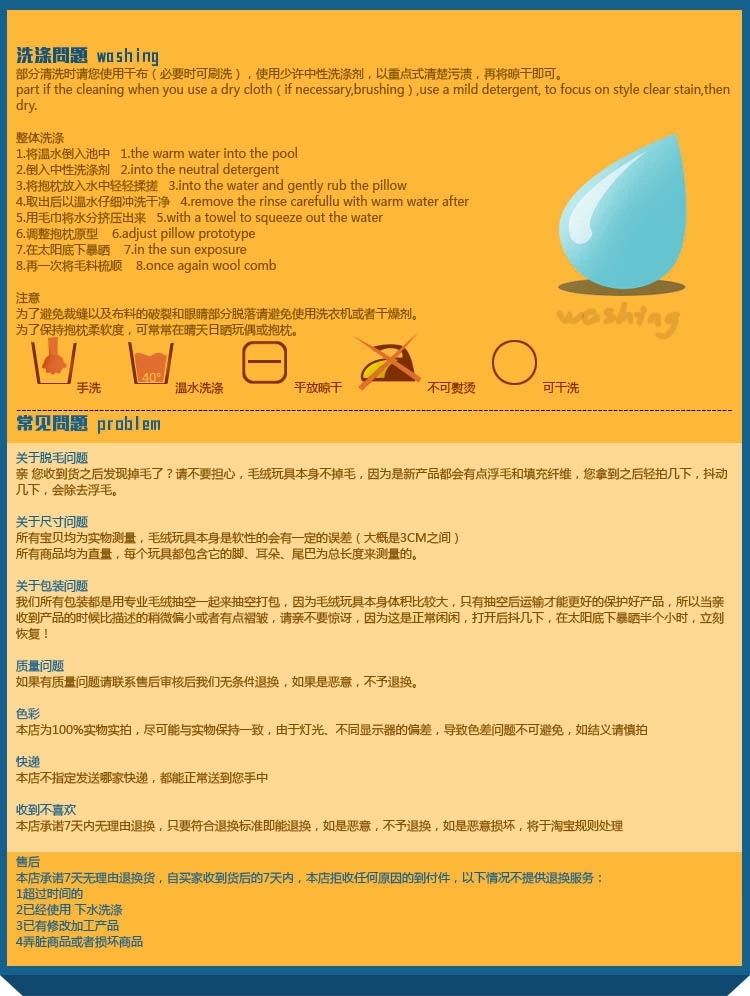 洗涤問題 washing
部分清洗时请您使用干布（必要时可刷洗），使用少许中性洗涤剂，以重点式清楚污渍，再将晾干即可。
part if the cleaning when you use a dry cloth（if necessary,brushing）,use a mild detergent, to focus on style clear stain,then
dry.
整体洗涤
1.将温水倒入池中 1.the warm water into the pool
2.倒入中性洗涤剂 2.into the neutral detergent
3.将抱枕放入水中轻轻揉搓 3.into the water and gently rub the pillow
4.取出后以温水仔细冲洗干净 4.remove the rinse carefullu with warm water after
5.用毛巾将水分挤压出来 5.with a towel to squeeze out the water
6.调整抱枕原型 6.adjust pillow prototype
7.在太阳底下暴晒 7.in the sun exposure
8.再一次将毛料梳顺 8.once again wool comb
washing
注意
为了避免裁缝以及布料的破裂和眼睛部分脱落请避免使用洗衣机或者干燥剂。
为了保持抱枕柔软度，可常常在晴天日晒玩偶或抱枕。
手洗 40° 温水洗涤 平放晾干 不可熨烫 可干洗
常见問題 problem
关于脱毛问题
亲 您收到货之后发现掉毛了？请不要担心，毛绒玩具本身不掉毛，因为是新产品都会有点浮毛和填充纤维，您拿到之后轻拍几下，抖动
几下，会除去浮毛。
关于尺寸问题
所有宝贝均为实物测量，毛绒玩具本身是软性的会有一定的误差（大概是3CM之间）
所有商品均为直量，每个玩具都包含它的脚、耳朵、尾巴为总长度来测量的。
关于包装问题
我们所有包装都是用专业毛绒抽空一起来抽空打包，因为毛绒玩具本身体积比较大，只有抽空后运输才能更好的保护好产品，所以当亲
收到产品的时候比描述的稍微偏小或者有点褶皱，请亲不要惊讶，因为这是正常闲闲，打开后抖几下，在太阳底下暴晒半个小时，立刻
恢复！
质量问题
如果有质量问题请联系售后审核后我们无条件退换，如果是恶意，不予退换。
色彩
本店为100%实物实拍，尽可能与实物保持一致，由于灯光、不同显示器的偏差，导致色差问题不可避免，如结义请慎拍
快递
本店不指定发送哪家快递，都能正常送到您手中
收到不喜欢
本店承诺7天内无理由退换，只要符合退换标准即能退换，如是恶意，不予退换，如是恶意损坏，将于淘宝规则处理
售后
本店承诺7天无理由退换货，自买家收到货后的7天内，本店拒收任何原因的到付件，以下情况不提供退换服务：
1超过时间的
2已经使用 下水洗涤
3已有修改加工产品
4弄脏商品或者损坏商品